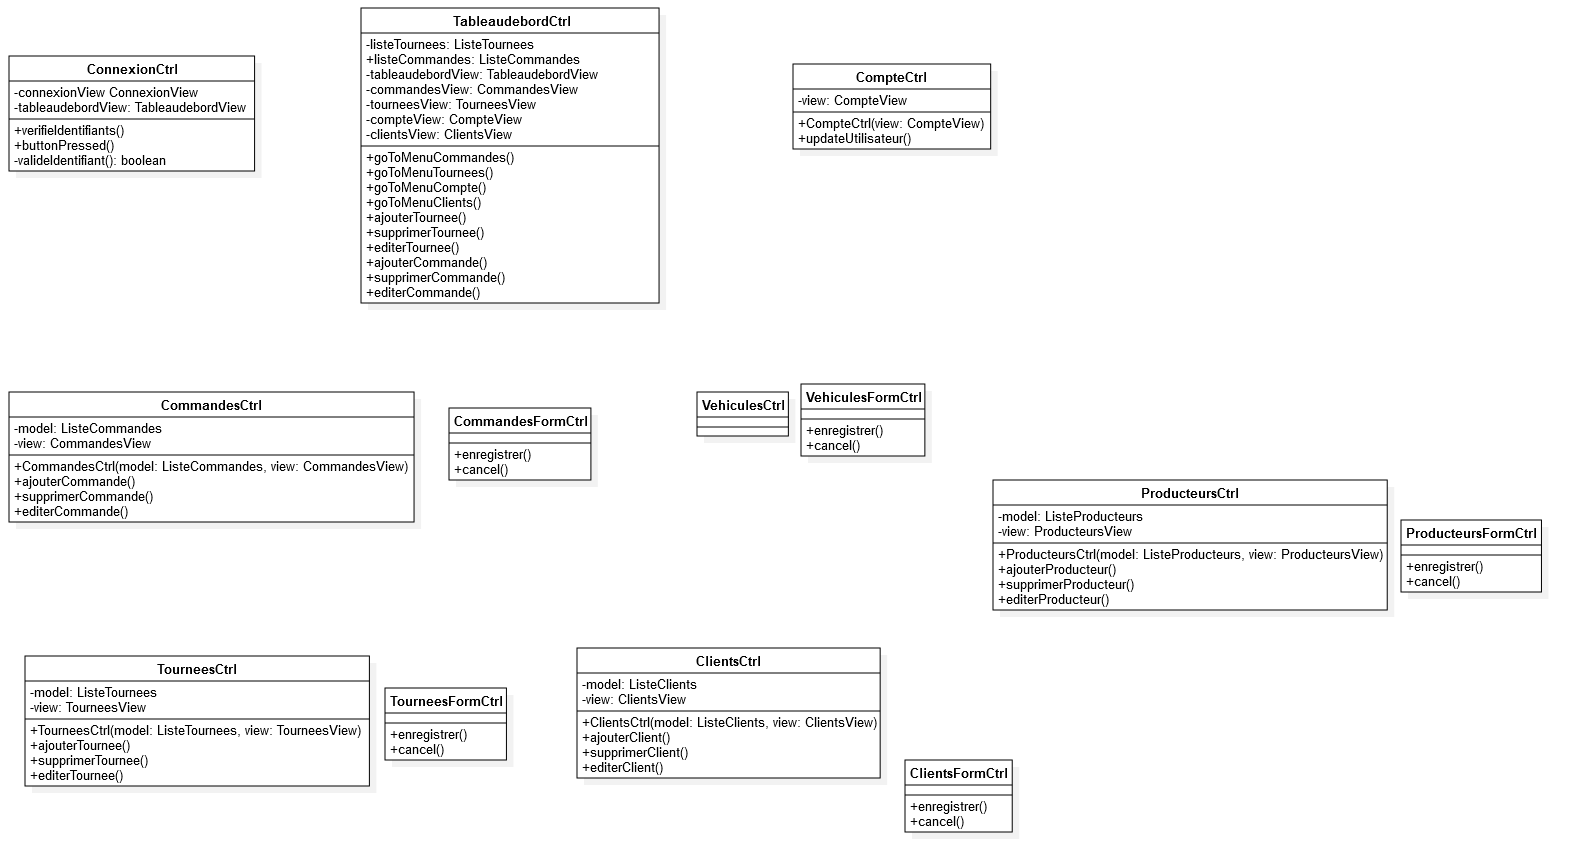 ConnexionCtrl
-connexionView ConnexionView
-tableaudebordView: TableaudebordView
+verifieIdentifiants()
+buttonPressed()
-valideIdentifiant(): boolean
TableaudebordCtrl
-listeTournees: ListeTournees
+listeCommandes: ListeCommandes
-tableaudebordView: TableaudebordView
-commandesView: CommandesView
-tourneesView: TourneesView
-compteView: CompteView
-clientsView: ClientsView
+goToMenuCommandes()
+goToMenuTournees()
+goToMenuCompte()
+goToMenuClients()
+ajouterTournee()
+supprimerTournee()
+editerTournee()
+ajouterCommande()
+supprimerCommande()
+editerCommande()
CompteCtrl
-view: CompteView
+CompteCtrl(view: CompteView)
+updateUtilisateur()
CommandesCtrl
-model: ListeCommandes
-view: CommandesView
+CommandesCtrl(model: ListeCommandes, view: CommandesView)
+ajouterCommande()
+supprimerCommande()
+editerCommande()
CommandesFormCtrl
+enregistrer()
+cancel()
VehiculesCtrl
VehiculesFormCtrl
+enregistrer()
+cancel()
ProducteursCtrl
-model: ListeProducteurs
-view: ProducteursView
+ProducteursCtrl(model: ListeProducteurs, view: ProducteursView)
+ajouterProducteur()
+supprimerProducteur()
+editerProducteur()
ProducteursFormCtrl
+enregistrer()
+cancel()
TourneesCtrl
-model: ListeTournees
-view: TourneesView
+TourneesCtrl(model: ListeTournees, view: TourneesView)
+ajouterTournee()
+supprimerTournee()
+editerTournee()
TourneesFormCtrl
+enregistrer()
+cancel()
ClientsCtrl
-model: ListeClients
-view: ClientsView
+ClientsCtrl(model: ListeClients, view: ClientsView)
+ajouterClient()
+supprimerClient()
+editerClient()
ClientsFormCtrl
+enregistrer()
+cancel()